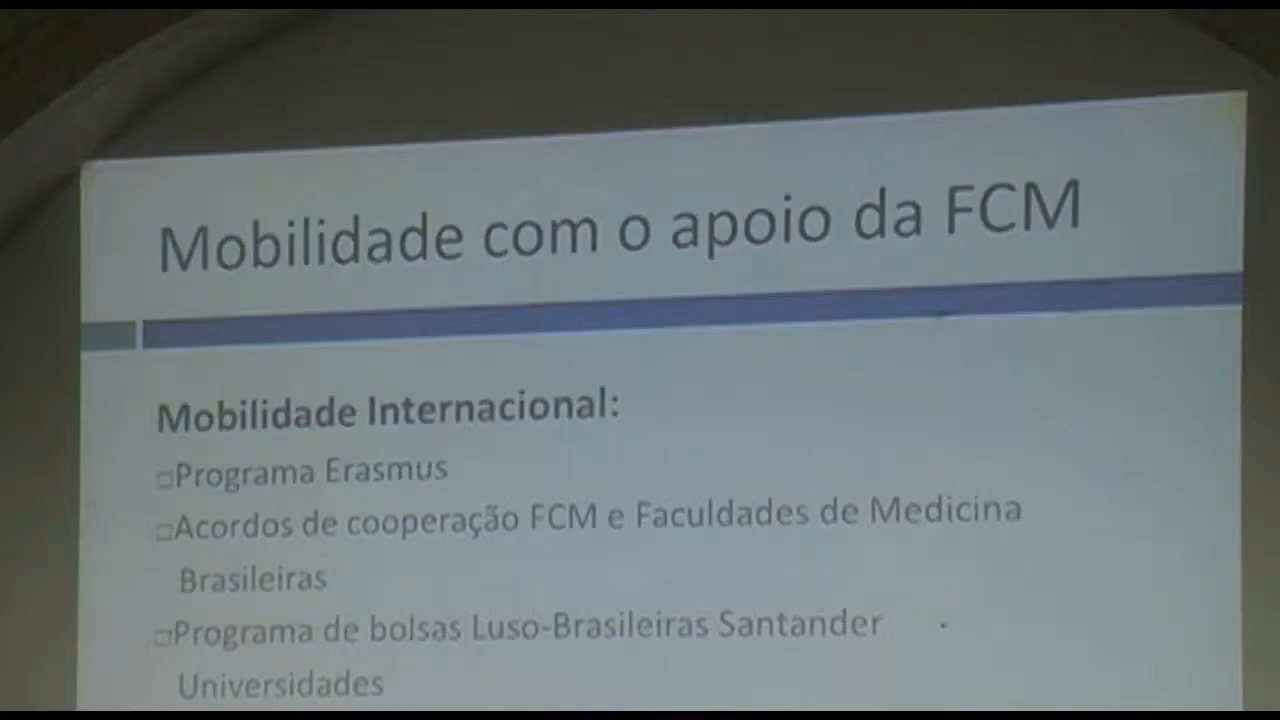 Mobilidade com o apoio da FCM
Mobilidade Internacional:
□Programa Erasmus
□Acordos de cooperação FCM e Faculdades de Medicina
Brasileiras
□Programa de bolsas Luso-Brasileiras Santander
Universidades